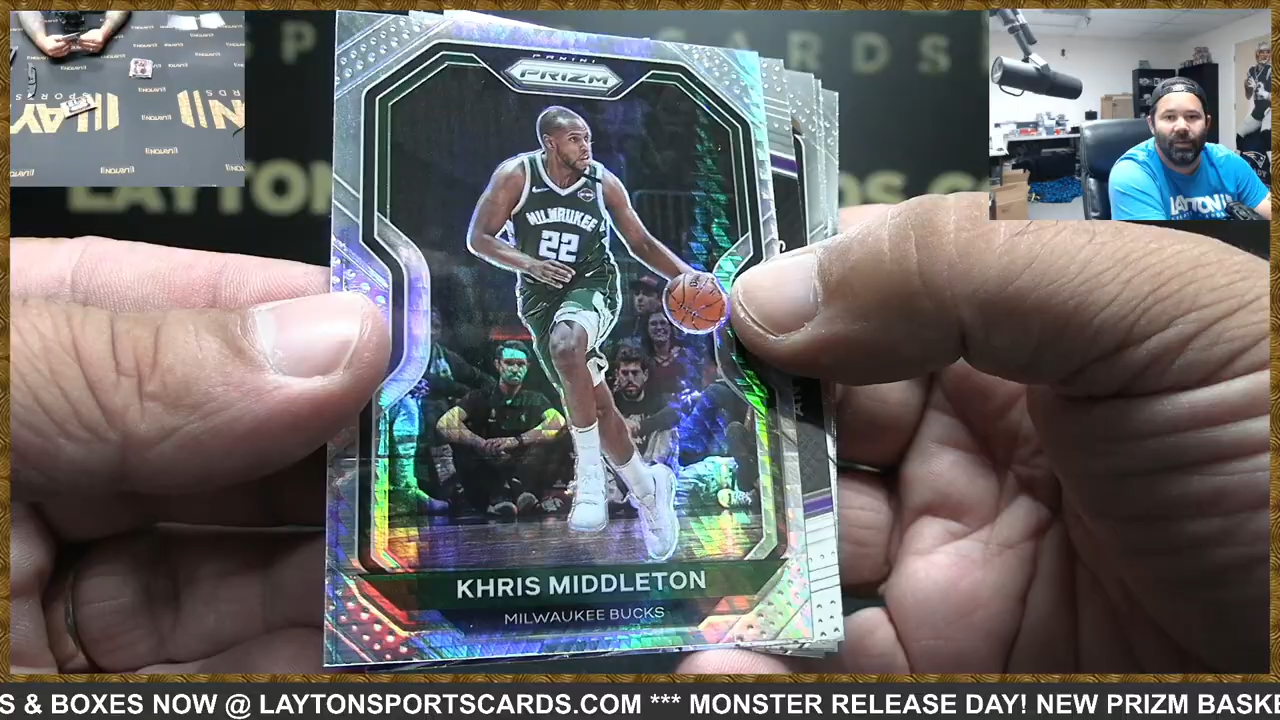 PANINI
PRIZM
MILWAUKEE
22
KHRIS MIDDLETON
MILWAUKEE BUCKS
S & BOXES NOW @ LAYTONSPORTSCARDS.COM *** MONSTER RELEASE DAY! NEW PRIZM BASKE